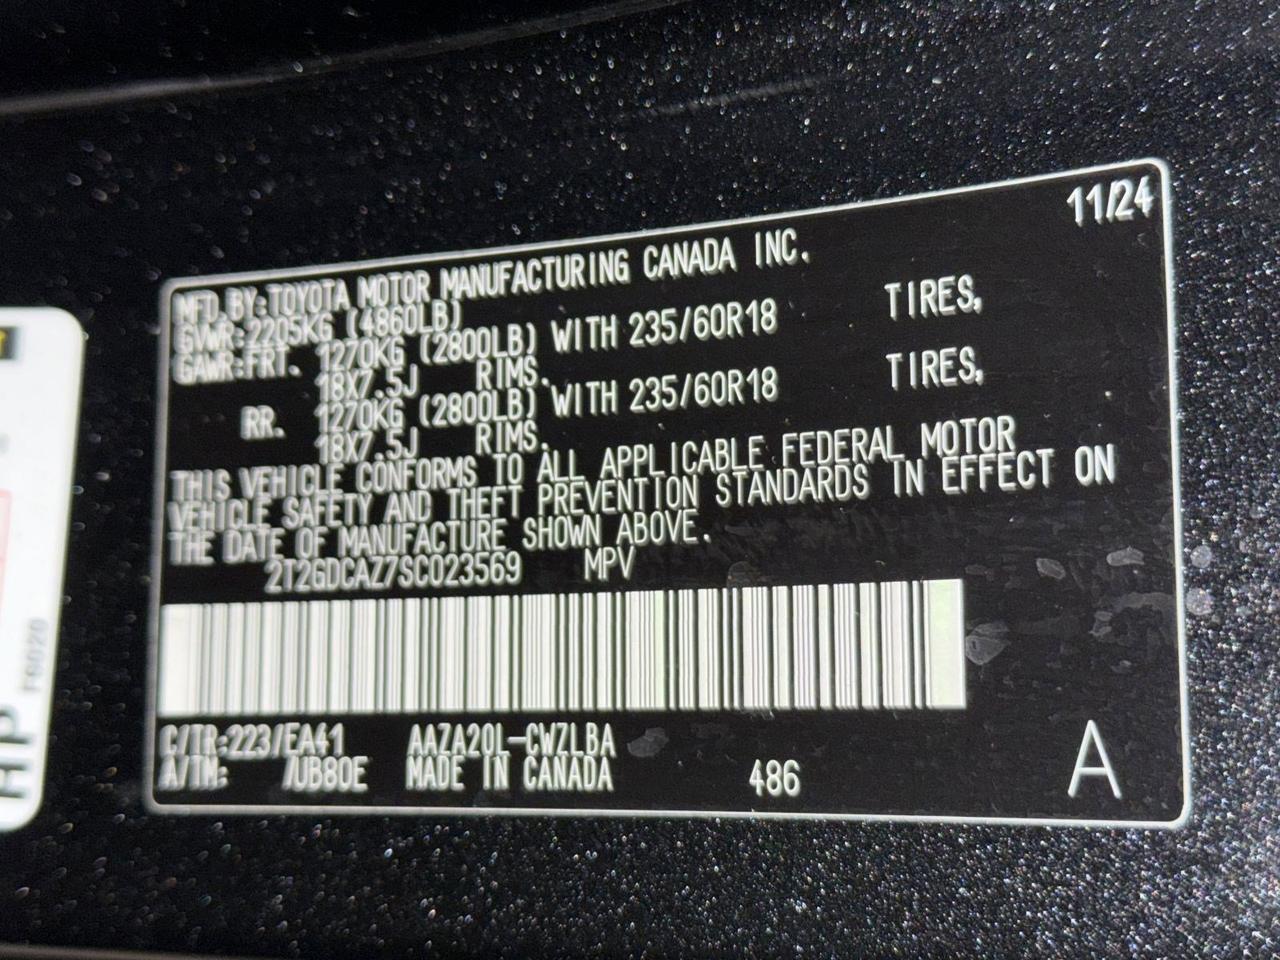 11/24
MFD.BY:TOYOTA MOTOR MANUFACTURING CANADA INC.
GVWR:2205KG (4860LB)
GAWR:FRT. 1270KG (2800LB) WITH 235/60R18 TIRES,
18X7.5J RIMS.
RR. 1270KG (2800LB) WITH 235/60R18 TIRES,
18X7.5J RIMS.
THIS VEHICLE CONFORMS TO ALL APPLICABLE FEDERAL MOTOR
VEHICLE SAFETY AND THEFT PREVENTION STANDARDS IN EFFECT ON
THE DATE OF MANUFACTURE SHOWN ABOVE.
2T2GDCAZ7SC023569 MPV
C/TR:223/EA41 AAZA20L-CWZLBA
A/TM: /UB80E MADE IN CANADA 486
A